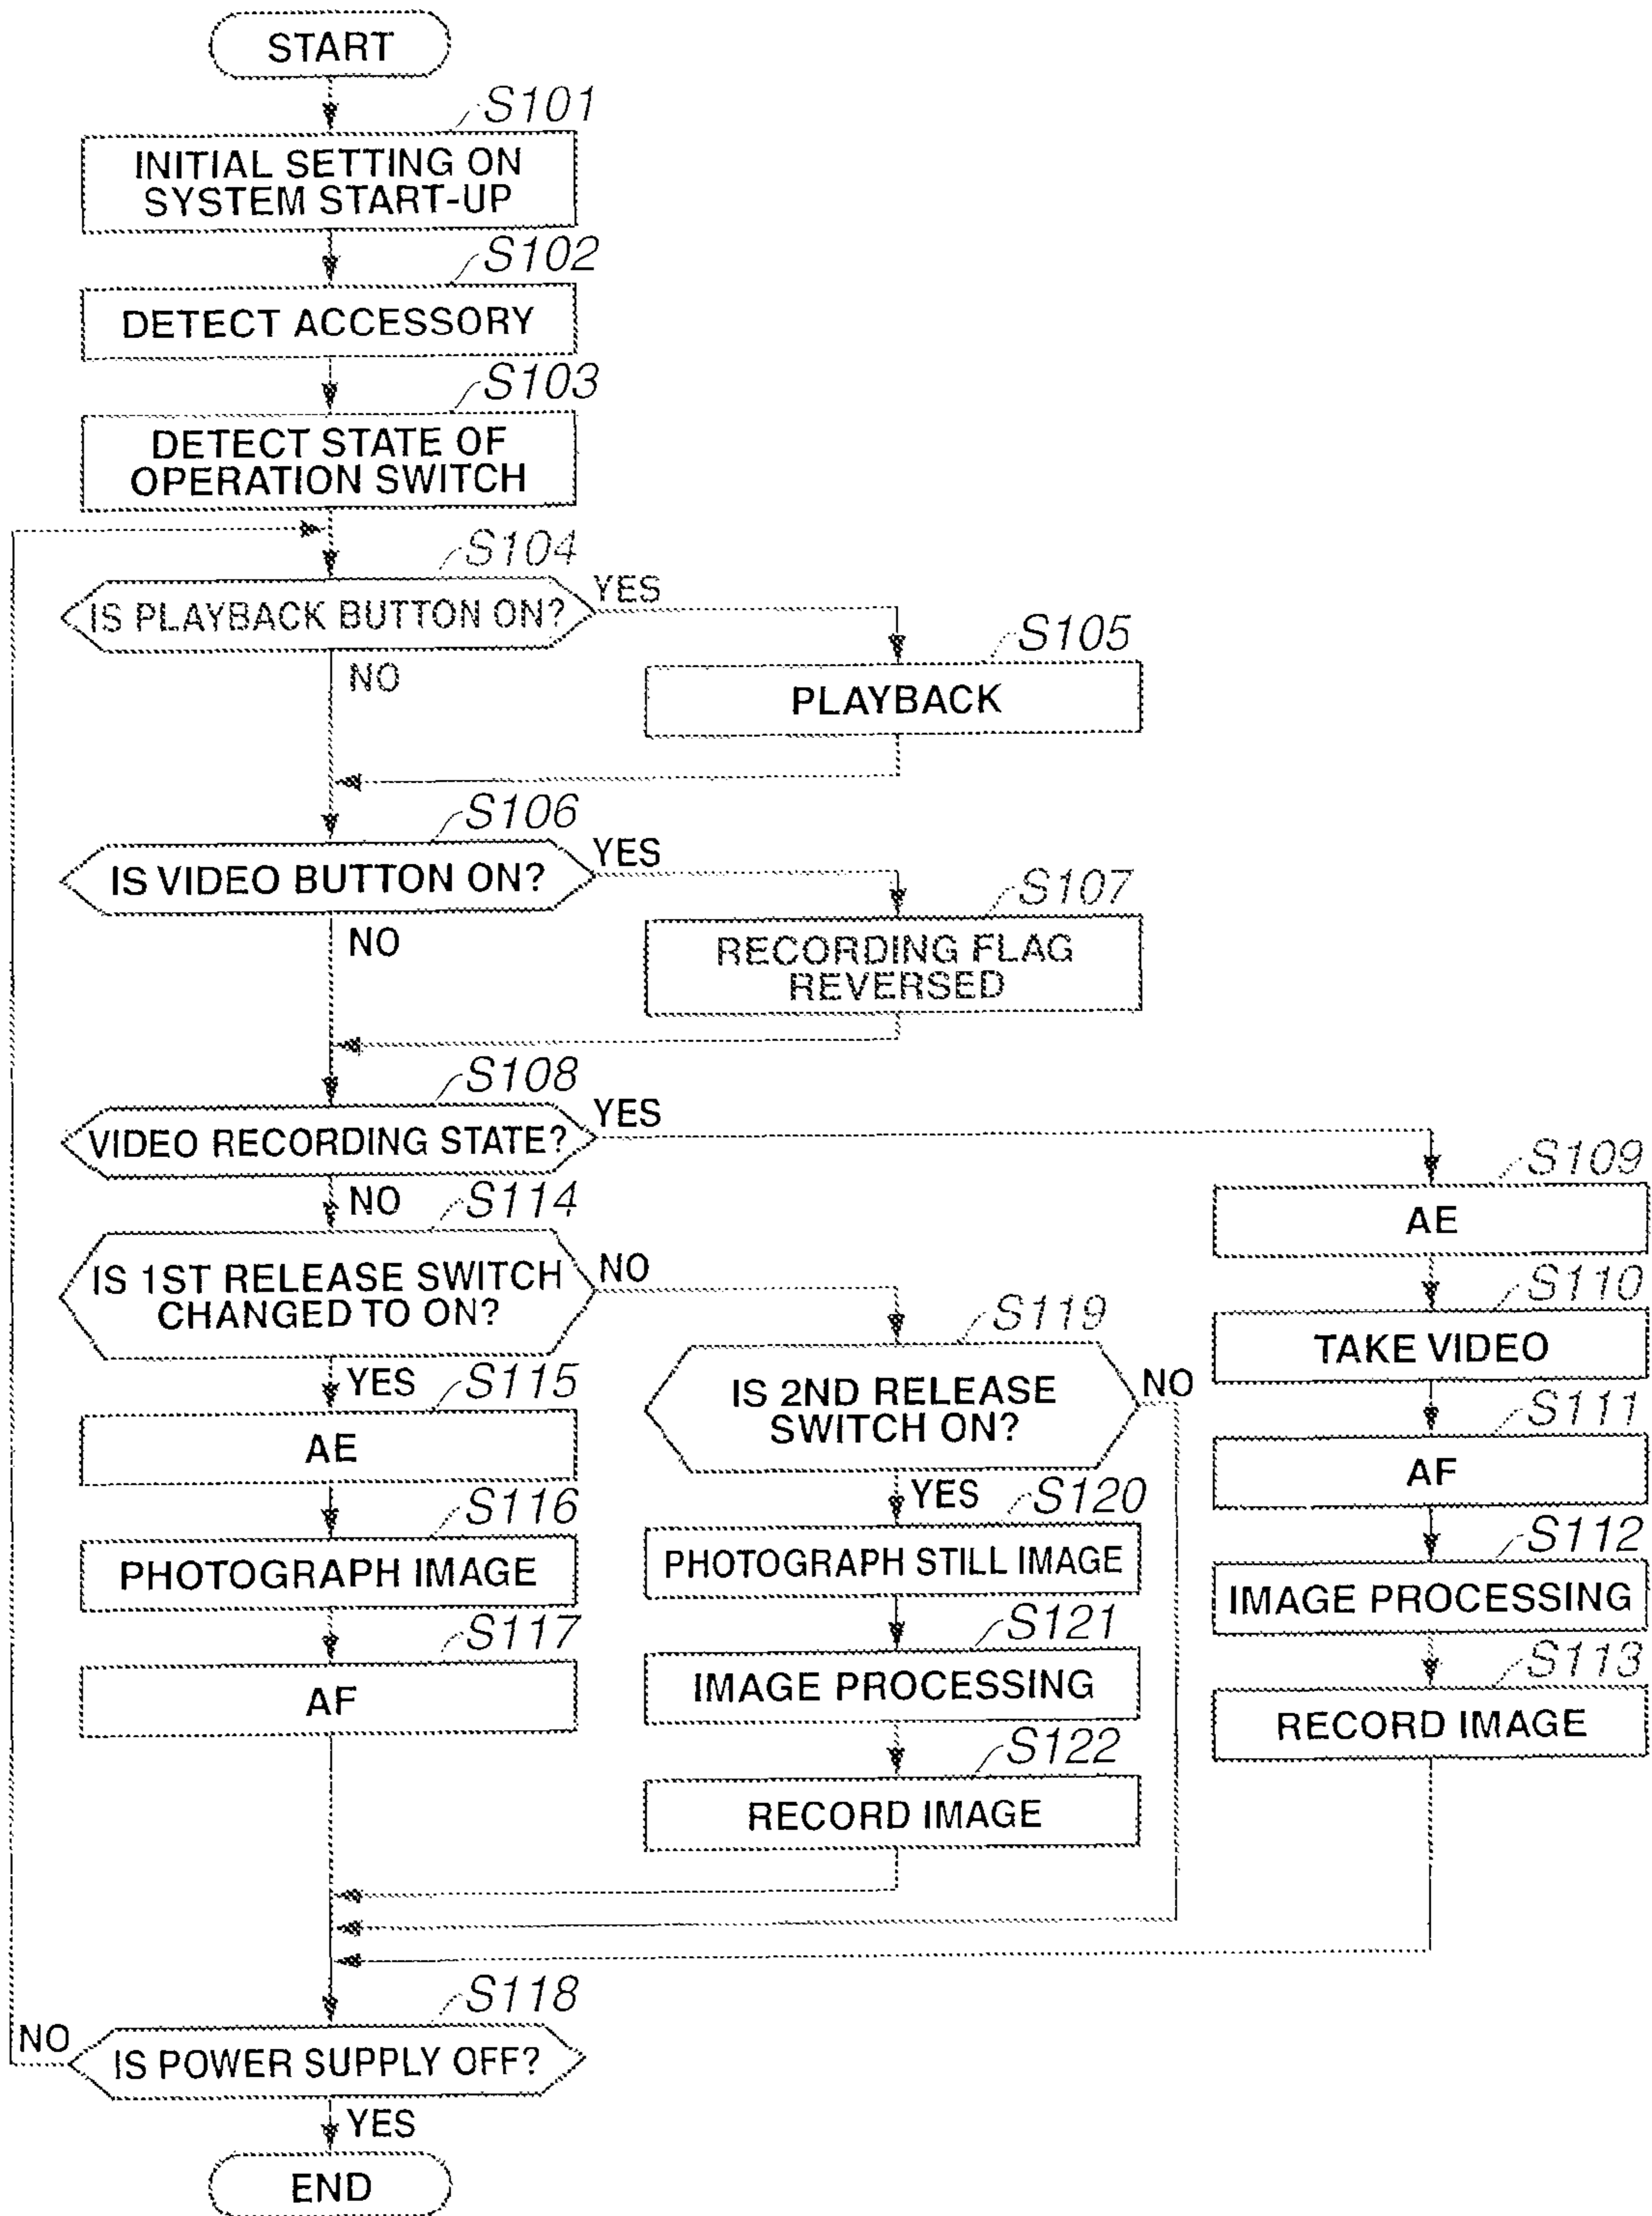 START
S101
INITIAL SETTING ON
SYSTEM START-UP
S102
DETECT ACCESSORY
S103
DETECT STATE OF
OPERATION SWITCH
S104
IS PLAYBACK BUTTON ON?
YES
NO
S105
PLAYBACK
S106
IS VIDEO BUTTON ON?
YES
NO
S107
RECORDING FLAG
REVERSED
S108
VIDEO RECORDING STATE?
YES
NO
S109
AE
S110
TAKE VIDEO
S111
AF
S112
IMAGE PROCESSING
S113
RECORD IMAGE
S114
IS 1ST RELEASE SWITCH
CHANGED TO ON?
NO
YES
S115
AE
S116
PHOTOGRAPH IMAGE
S117
AF
S119
IS 2ND RELEASE
SWITCH ON?
NO
YES
S120
PHOTOGRAPH STILL IMAGE
S121
IMAGE PROCESSING
S122
RECORD IMAGE
S118
IS POWER SUPPLY OFF?
NO
YES
END